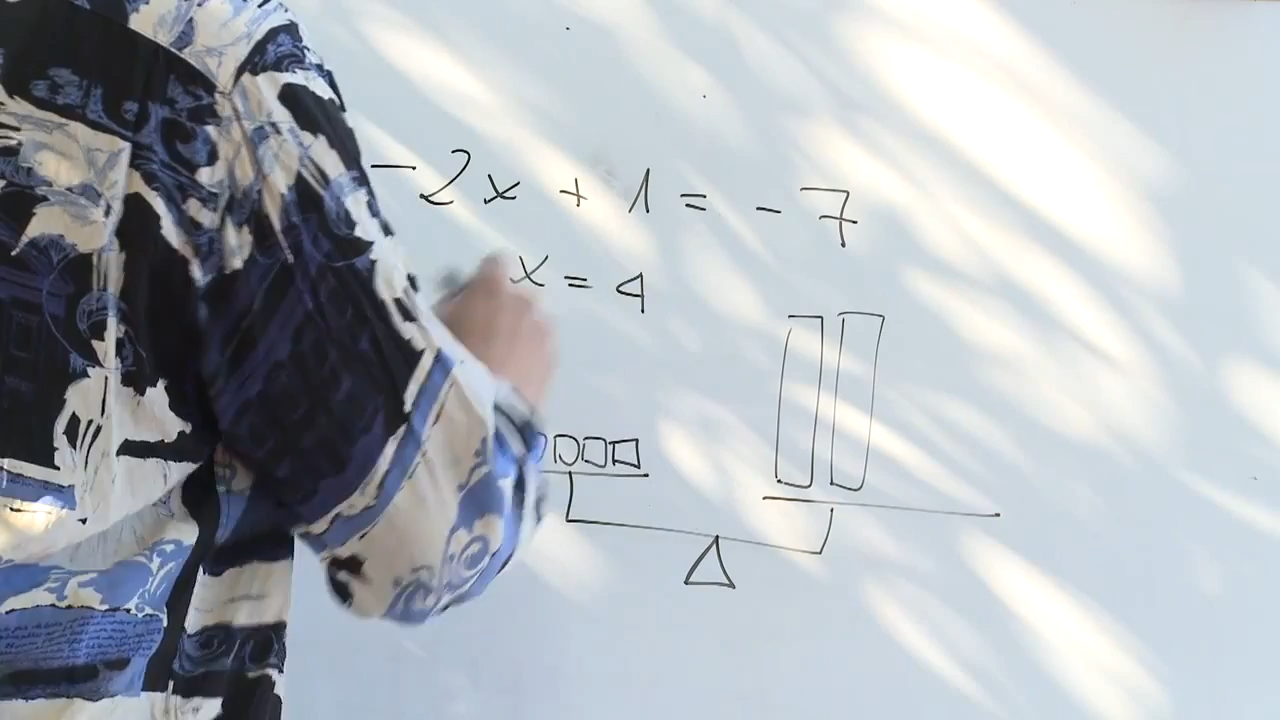 -2x + 1 = -7
x = 4